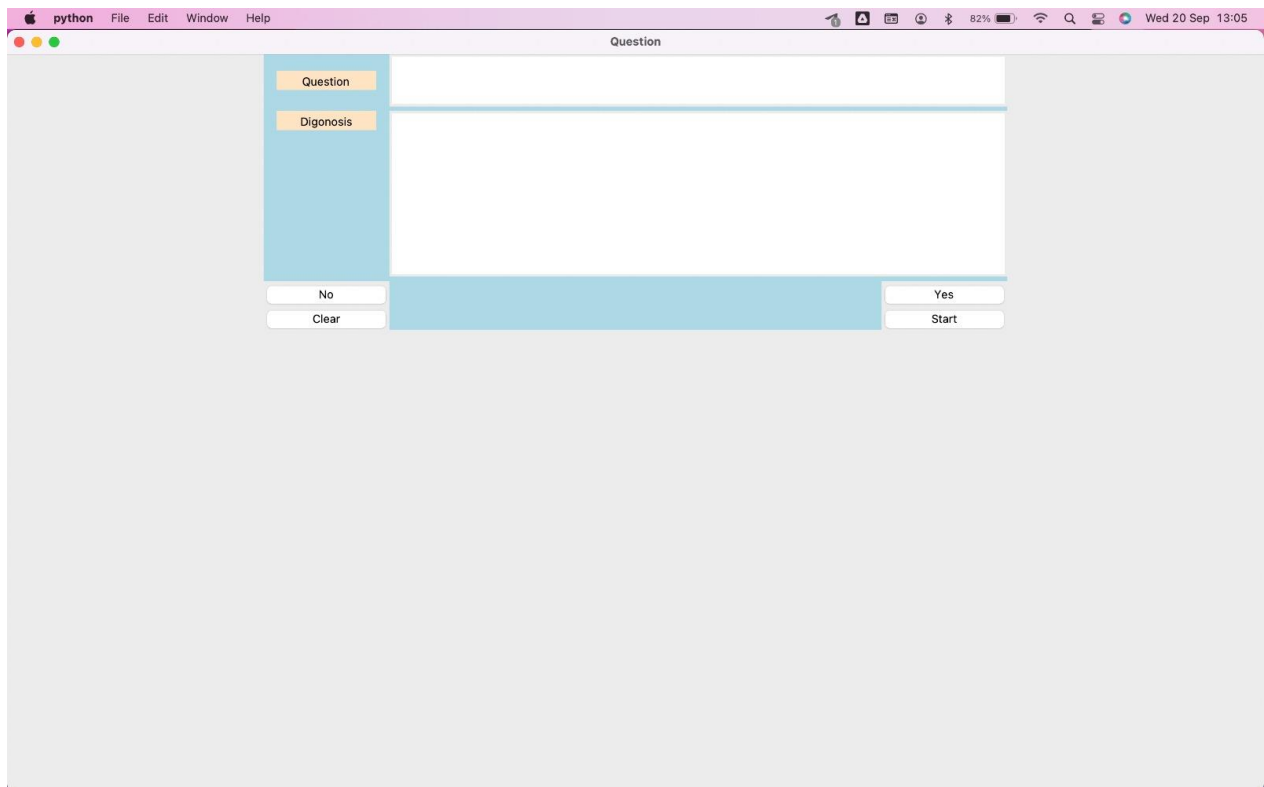 python File Edit Window Help 82% Wed 20 Sep 13:05
Question
Question
Digonosis
No Yes
Clear Start